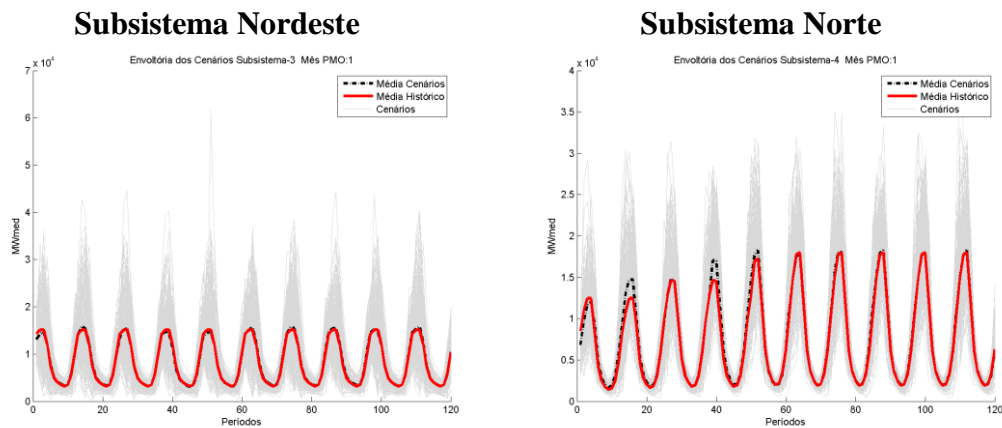 Subsistema Nordeste
Envoltória dos Cenários Subsistema-3 Mês PMO:1
x 10⁴
7
6
5
4
3
2
1
0
MWmed
0 20 40 60 80 100 120
Períodos
Média Cenários
Média Histórico
Cenários
Subsistema Norte
Envoltória dos Cenários Subsistema-4 Mês PMO:1
x 10⁴
4
3.5
3
2.5
2
1.5
1
0.5
0
MWmed
0 20 40 60 80 100 120
Períodos
Média Cenários
Média Histórico
Cenários